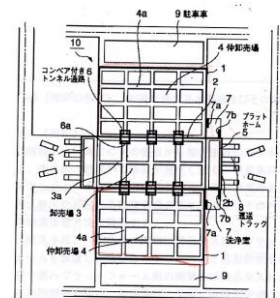 4a
9 駐車車
10
コンベア付き
トンネル通路 6
4 仲卸売場
1
2
7
7a
7b プラット
ホーム
5
6a
5
3a
卸売場 3
8
運送
トラック
2b
7b
7a
7
洗浄室
4a
仲卸売場 4
1
9